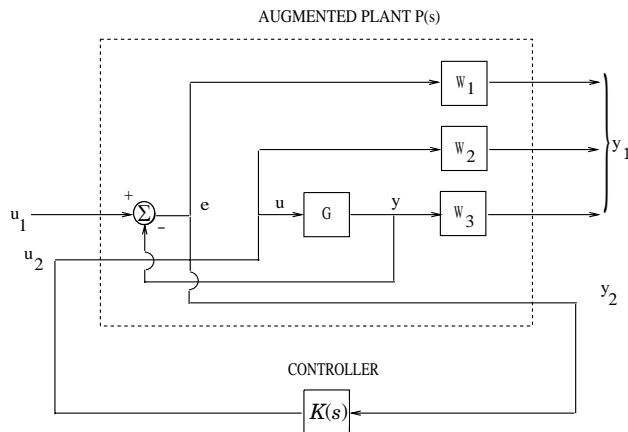 AUGMENTED PLANT P(s)
W1
W2
y1
+
Σ
e
u
G
y
W3
u1
−
u2
y2
CONTROLLER
K(s)